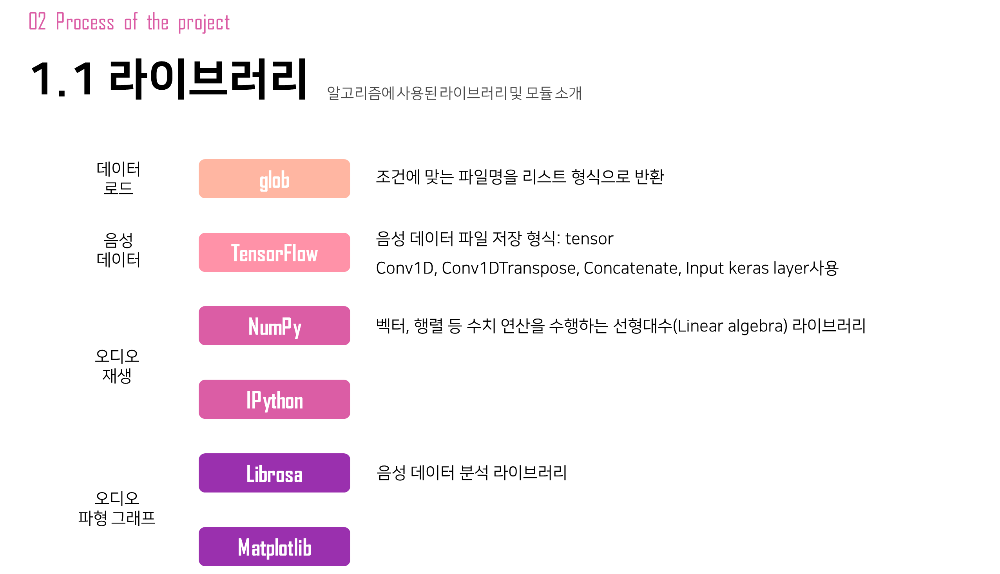 02 Process of the project
1.1 라이브러리
알고리즘에 사용된 라이브러리 및 모듈 소개
데이터
로드
glob
조건에 맞는 파일명을 리스트 형식으로 반환
음성
데이터
TensorFlow
음성 데이터 파일 저장 형식: tensor
Conv1D, Conv1DTranspose, Concatenate, Input keras layer사용
오디오
재생
NumPy
벡터, 행렬 등 수치 연산을 수행하는 선형대수(Linear algebra) 라이브러리
IPython
오디오
파형 그래프
Librosa
음성 데이터 분석 라이브러리
Matplotlib